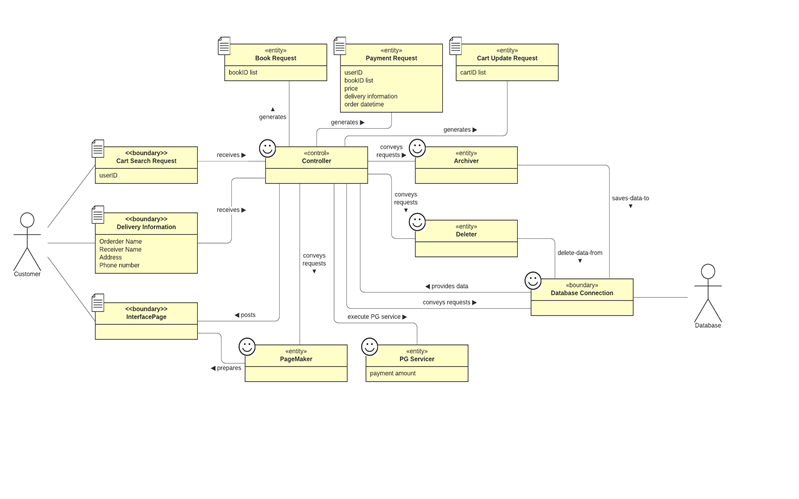 «entity»
Book Request
bookID list
«entity»
Payment Request
userID
bookID list
price
delivery information
order datetime
«entity»
Cart Update Request
cartID list
▲
generates
generates ▶
generates ▶
<<boundary>>
Cart Search Request
userID
receives ▶
«control»
Controller
conveys
requests ▶
«entity»
Archiver
saves-data-to
▼
<<boundary>>
Delivery Information
Orderder Name
Receiver Name
Address
Phone number
receives ▶
conveys
requests
▼
«entity»
Deleter
delete-data-from
▼
Customer
conveys
requests
▼
◀ provides data
conveys requests ▶
«boundary»
Database Connection
Database
<<boundary>>
InterfacePage
◀ posts
execute PG service ▶
◀ prepares
«entity»
PageMaker
«entity»
PG Servicer
payment amount